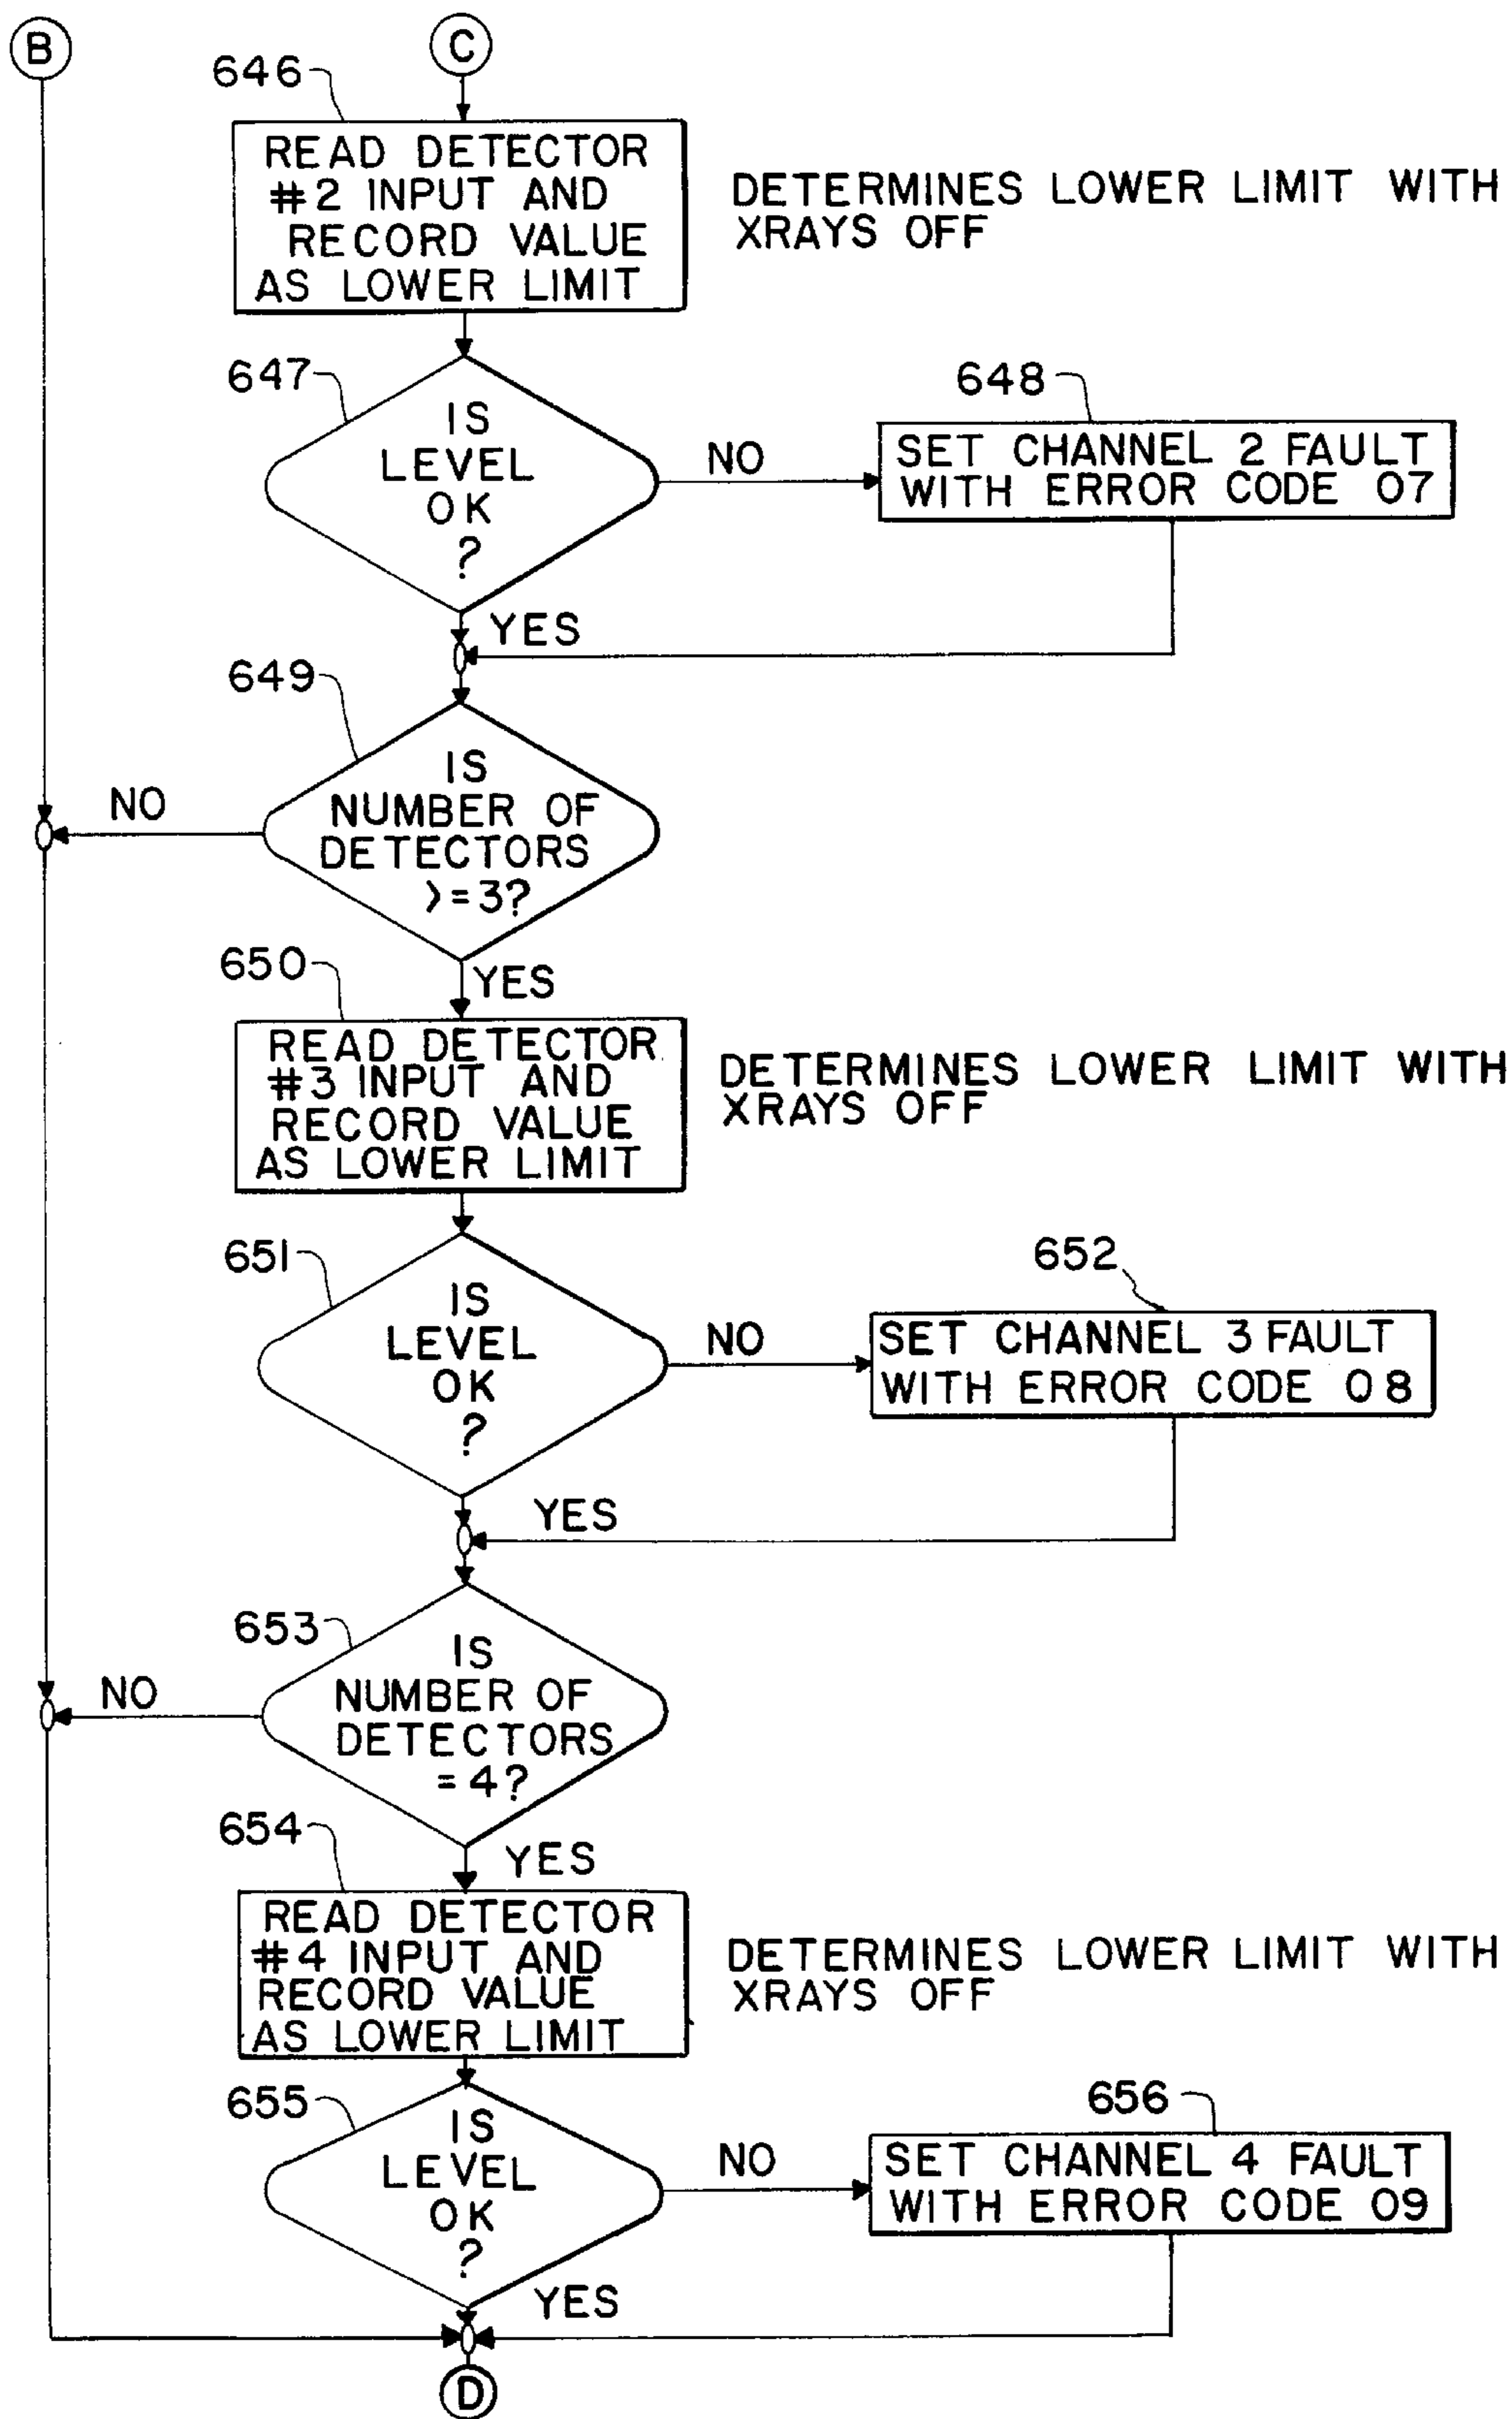 B
C
646
READ DETECTOR
#2 INPUT AND
RECORD VALUE
AS LOWER LIMIT
DETERMINES LOWER LIMIT WITH
XRAYS OFF
647
IS
LEVEL
OK
?
NO
648
SET CHANNEL 2 FAULT
WITH ERROR CODE 07
YES
649
IS
NUMBER OF
DETECTORS
>=3?
NO
YES
650
READ DETECTOR
#3 INPUT AND
RECORD VALUE
AS LOWER LIMIT
DETERMINES LOWER LIMIT WITH
XRAYS OFF
651
IS
LEVEL
OK
?
NO
652
SET CHANNEL 3 FAULT
WITH ERROR CODE 08
YES
653
IS
NUMBER OF
DETECTORS
=4?
NO
YES
654
READ DETECTOR
#4 INPUT AND
RECORD VALUE
AS LOWER LIMIT
DETERMINES LOWER LIMIT WITH
XRAYS OFF
655
IS
LEVEL
OK
?
NO
656
SET CHANNEL 4 FAULT
WITH ERROR CODE 09
YES
D